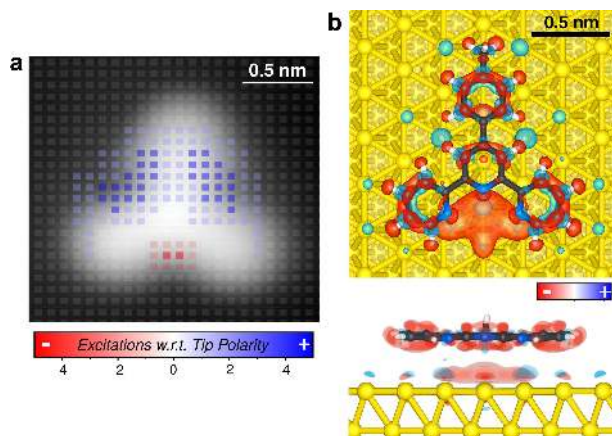 a
0.5 nm
- Excitations w.r.t. Tip Polarity +
4 2 0 2 4
b
0.5 nm
- +